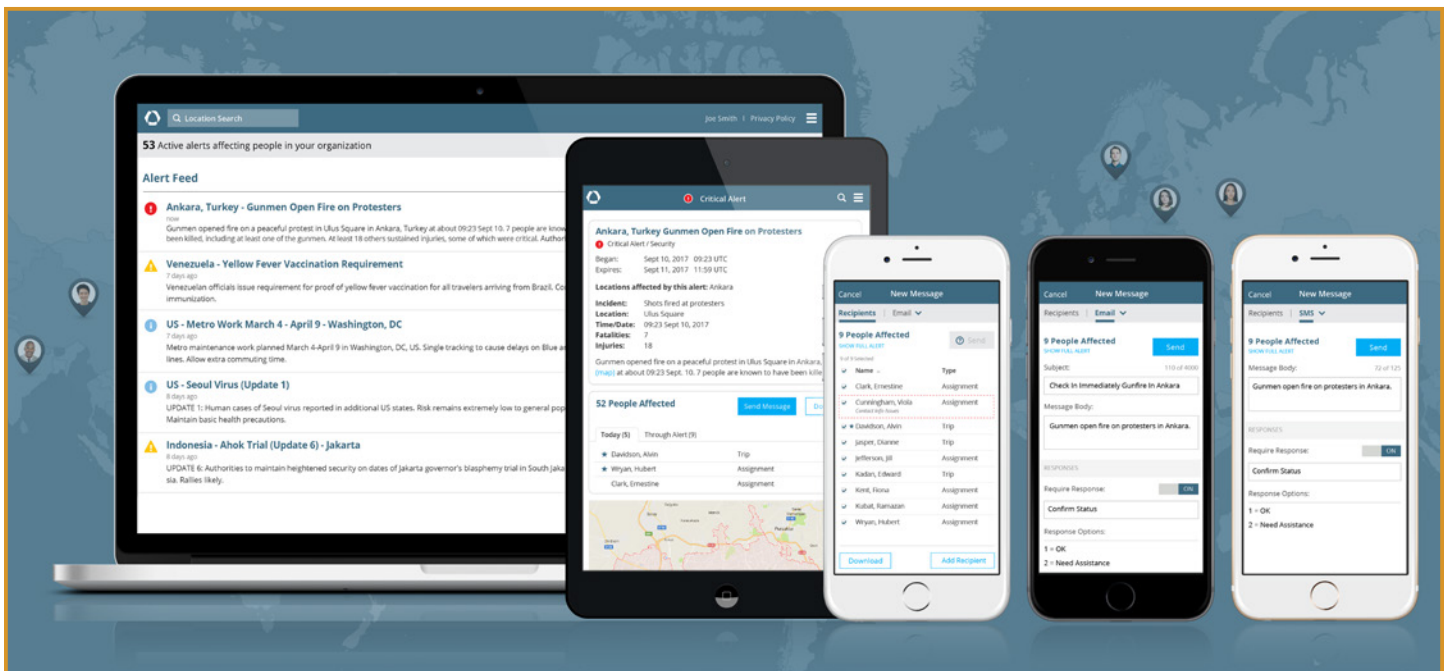 Location Search
Joe Smith | Privacy Policy
53 Active alerts affecting people in your organization
Alert Feed
Ankara, Turkey - Gunmen Open Fire on Protesters
now
Gunmen opened fire on a peaceful protest in Ulus Square in Ankara, Turkey at about 09:23 Sept 10. 7 people are know
been killed, including at least one of the gunmen. At least 18 others sustained injuries, some of which were critical. Author
Venezuela - Yellow Fever Vaccination Requirement
7 days ago
Venezuelan officials issue requirement for proof of yellow fever vaccination for all travelers arriving from Brazil. Co
immunization.
US - Metro Work March 4 - April 9 - Washington, DC
7 days ago
Metro maintenance work planned March 4-April 9 in Washington, DC, US. Single tracking to cause delays on Blue a
lines. Allow extra commuting time.
US - Seoul Virus (Update 1)
8 days ago
UPDATE 1: Human cases of Seoul virus reported in additional US states. Risk remains extremely low to general pop
Maintain basic health precautions.
Indonesia - Ahok Trial (Update 6) - Jakarta
8 days ago
UPDATE 6: Authorities to maintain heightened security on dates of Jakarta governor's blasphemy trial in South Jaka
sia. Rallies likely.
Critical Alert
Ankara, Turkey Gunmen Open Fire on Protesters
Critical Alert / Security
Began: Sept 10, 2017 09:23 UTC
Expires: Sept 11, 2017 11:59 UTC
Locations affected by this alert: Ankara
Incident: Shots fired at protesters
Location: Ulus Square
Time/Date: 09:23 Sept 10, 2017
Fatalities: 7
Injuries: 18
Gunmen opened fire on a peaceful protest in Ulus Square in Ankara,
(map) at about 09:23 Sept. 10. 7 people are known to have been kille
52 People Affected
Send Message
Do
Today (5) Through Alert (9)
★ Davidson, Alvin Trip
★ Wryan, Hubert Assignment
Clark, Ernestine Assignment
Cancel New Message
Recipients | Email
9 People Affected
SHOW FULL ALERT
Send
9 of 9 selected
Name Type
Clark, Ernestine Assignment
Cunningham, Viola Assignment
Contact Info Issues
★ Davidson, Alvin Trip
Jasper, Dianne Trip
Jefferson, Jill Assignment
Kadan, Edward Trip
Kent, Fiona Assignment
Kubat, Ramazan Assignment
Wryan, Hubert Assignment
Download
Add Recipient
Cancel New Message
Recipients | Email
9 People Affected
SHOW FULL ALERT
Send
Subject: 110 of 4000
Check In Immediately Gunfire In Ankara
Message Body:
Gunmen open fire on protesters in Ankara.
RESPONSES
Require Response: ON
Confirm Status
Response Options:
1 = OK
2 = Need Assistance
Cancel New Message
Recipients | SMS
9 People Affected
SHOW FULL ALERT
Send
Message Body: 72 of 125
Gunmen open fire on protesters in Ankara.
RESPONSES
Require Response: ON
Confirm Status
Response Options:
1 = OK
2 = Need Assistance